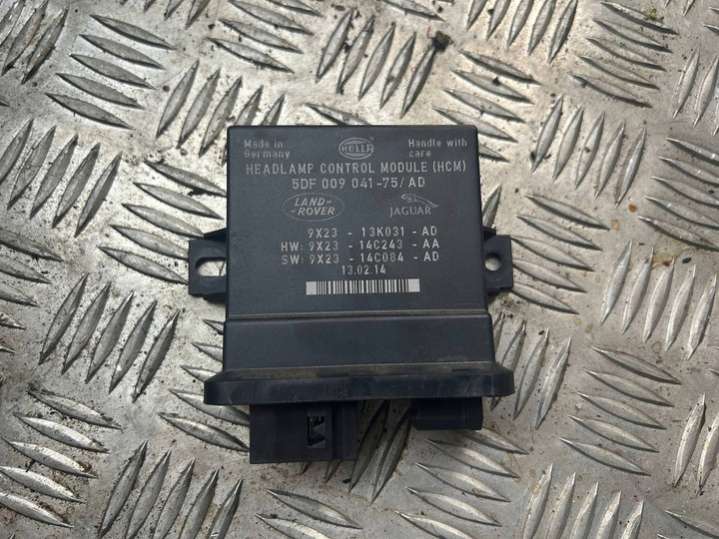 Made in Germany
HELLA
Handle with care
HEADLAMP CONTROL MODULE (HCM)
5DF 009 041-75/AD
LAND-ROVER
JAGUAR
9X23 - 13K031 - AD
HW: 9X23 - 14C243 - AA
SW: 9X23 - 14C084 - AD
13.02.14